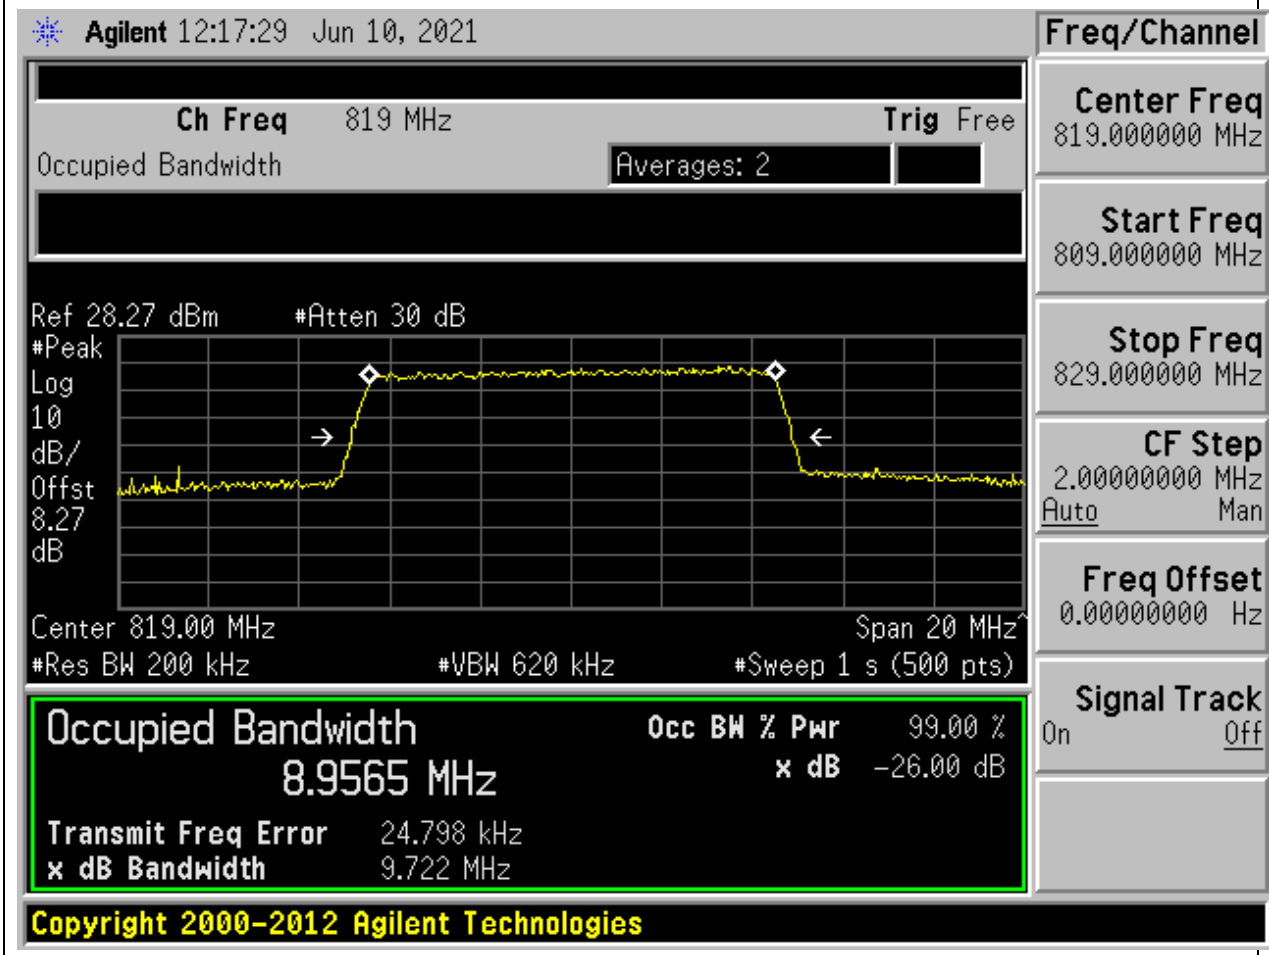 Agilent 12:17:29 Jun 10, 2021
Freq/Channel
Ch Freq 819 MHz Trig Free
Occupied Bandwidth Averages: 2
Ref 28.27 dBm #Atten 30 dB
#Peak
Log
10
dB/
Offst
8.27
dB
Center 819.00 MHz Span 20 MHz^
#Res BW 200 kHz #VBW 620 kHz #Sweep 1 s (500 pts)
Occupied Bandwidth Occ BW % Pwr 99.00 %
8.9565 MHz x dB -26.00 dB
Transmit Freq Error 24.798 kHz
x dB Bandwidth 9.722 MHz
Copyright 2000-2012 Agilent Technologies
Center Freq
819.000000 MHz
Start Freq
809.000000 MHz
Stop Freq
829.000000 MHz
CF Step
2.00000000 MHz
Auto Man
Freq Offset
0.00000000 Hz
Signal Track
On Off